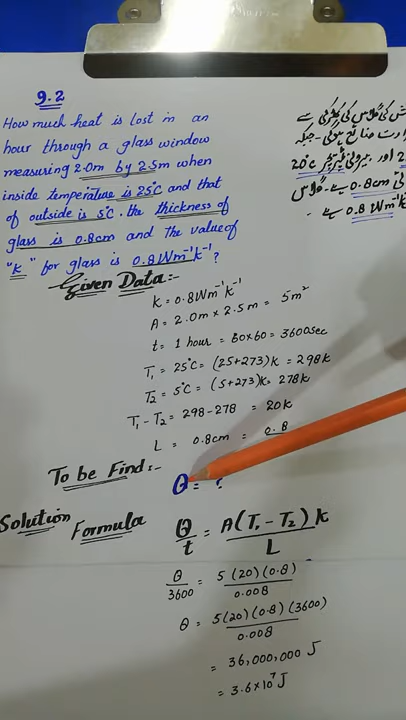 9.2
How much heat is lost in an
hour through a glass window
measuring 2.0m by 2.5m when
inside temperature is 25°C and that
of outside is 5°C. the thickness of
glass is 0.8cm and the value of
"K" for glass is 0.8Wm⁻¹k⁻¹?
20°C
0.8cm
0.8 Wm⁻¹k
Given Data:-
K = 0.8Wm⁻¹k⁻¹
A = 2.0m × 2.5m = 5m²
t = 1 hour = 60×60 = 3600sec
T₁ = 25°C = (25+273)k = 298k
T₂ = 5°C = (5+273)k = 278k
T₁ - T₂ = 298-278 = 20k
L = 0.8cm = 0.8
To be Find:-
Q = ?
Solution Formula
Q/t = A(T₁ - T₂)K/L
Q/3600 = 5(20)(0.8)/0.008
Q = 5(20)(0.8)(3600)/0.008
= 36,000,000 J
= 3.6×10⁷J